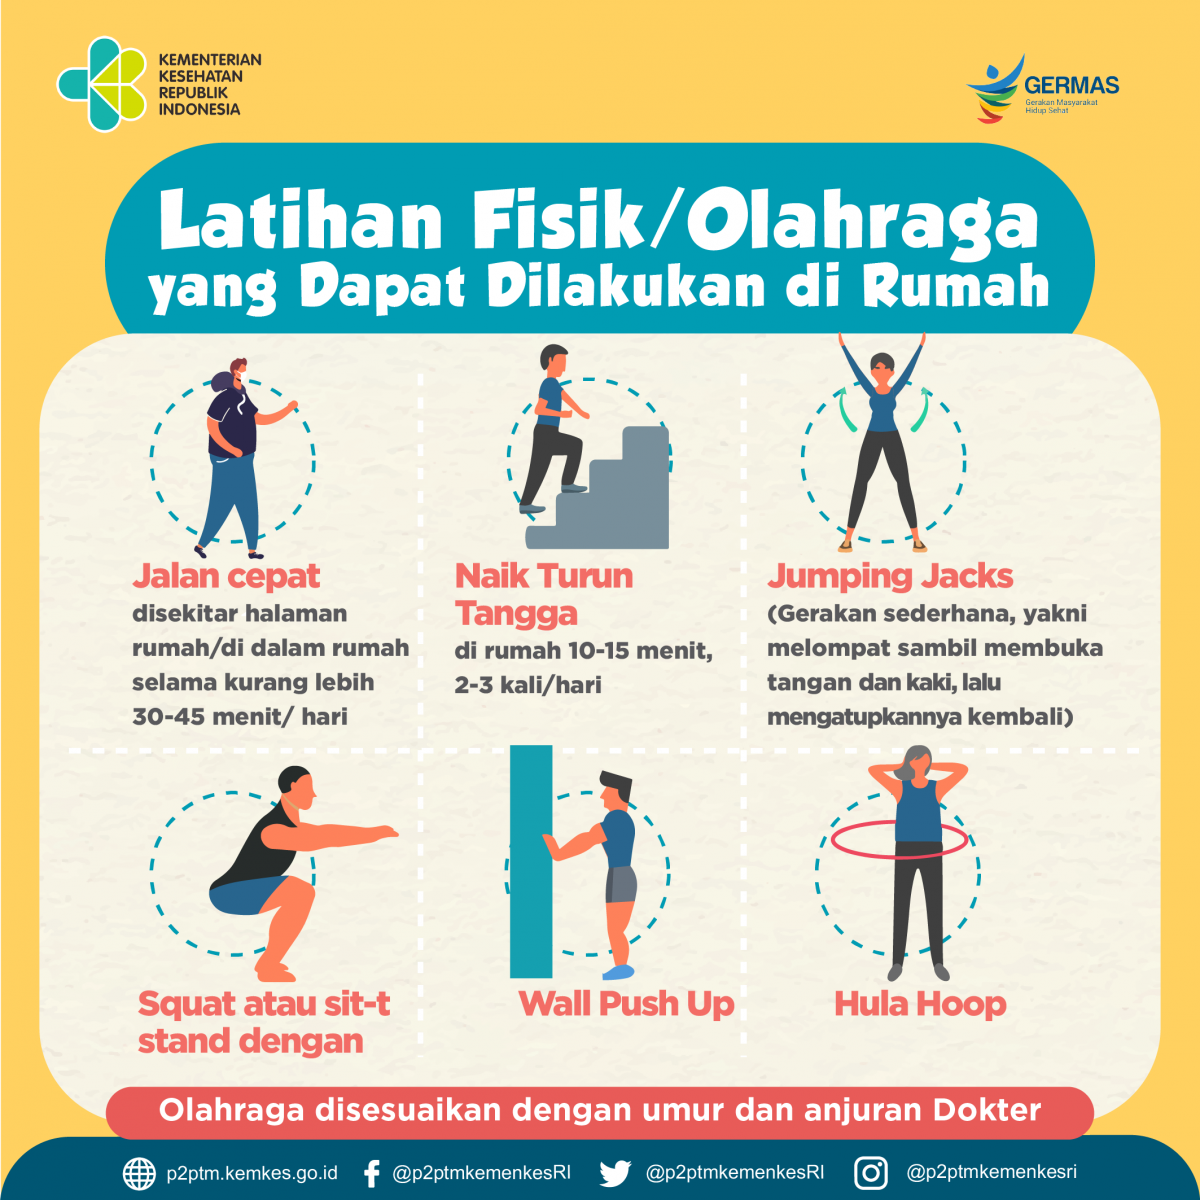 KEMENTERIAN
KESEHATAN
REPUBLIK
INDONESIA
GERMAS
Gerakan Masyarakat
Hidup Sehat
Latihan Fisik/Olahraga
yang Dapat Dilakukan di Rumah
Jalan cepat
disekitar halaman
rumah/di dalam rumah
selama kurang lebih
30-45 menit/ hari
Naik Turun
Tangga
di rumah 10-15 menit,
2-3 kali/hari
Jumping Jacks
(Gerakan sederhana, yakni
melompat sambil membuka
tangan dan kaki, lalu
mengatupkannya kembali)
Squat atau sit-t
stand dengan
Wall Push Up
Hula Hoop
Olahraga disesuaikan dengan umur dan anjuran Dokter
p2ptm.kemkes.go.id
@p2ptmkemenkesRI
@p2ptmkemenkesRI
@p2ptmkemenkesri